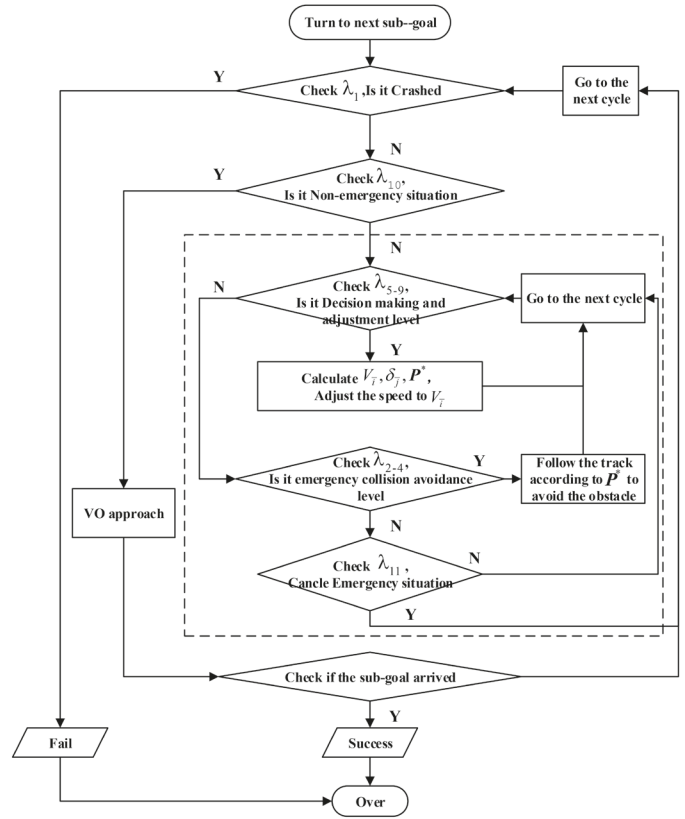 Turn to next sub--goal
Y
Check λ1,Is it Crashed
Go to the
next cycle
N
Y
Check λ10,
Is it Non-emergency situation
N
N
Check λ5-9,
Is it Decision making and
adjustment level
Go to the next cycle
Y
Calculate V_i̅, δ_j̅, P*,
Adjust the speed to V_i̅
Check λ2-4,
Is it emergency collision avoidance
level
Y
Follow the track
according to P* to
avoid the obstacle
VO approach
N
Check λ11,
Cancle Emergency situation
N
Y
Check if the sub-goal arrived
Y
Fail
Success
Over